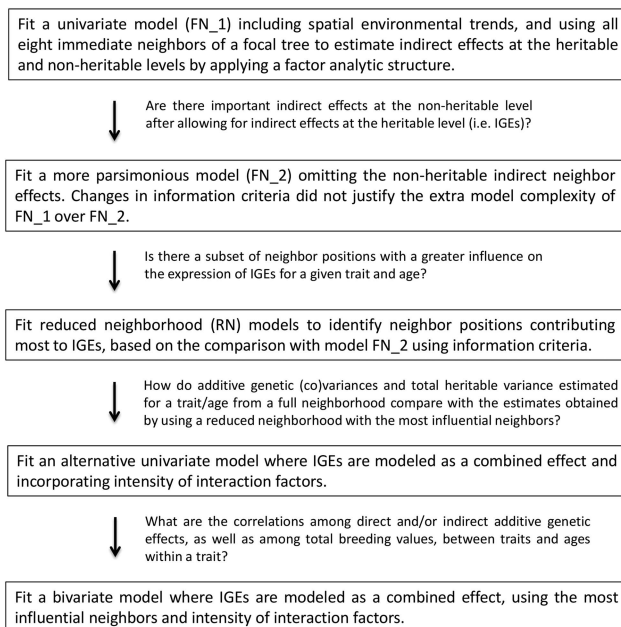 Fit a univariate model (FN_1) including spatial environmental trends, and using all
eight immediate neighbors of a focal tree to estimate indirect effects at the heritable
and non-heritable levels by applying a factor analytic structure.
Are there important indirect effects at the non-heritable level
after allowing for indirect effects at the heritable level (i.e. IGEs)?
Fit a more parsimonious model (FN_2) omitting the non-heritable indirect neighbor
effects. Changes in information criteria did not justify the extra model complexity of
FN_1 over FN_2.
Is there a subset of neighbor positions with a greater influence on
the expression of IGEs for a given trait and age?
Fit reduced neighborhood (RN) models to identify neighbor positions contributing
most to IGEs, based on the comparison with model FN_2 using information criteria.
How do additive genetic (co)variances and total heritable variance estimated
for a trait/age from a full neighborhood compare with the estimates obtained
by using a reduced neighborhood with the most influential neighbors?
Fit an alternative univariate model where IGEs are modeled as a combined effect and
incorporating intensity of interaction factors.
What are the correlations among direct and/or indirect additive genetic
effects, as well as among total breeding values, between traits and ages
within a trait?
Fit a bivariate model where IGEs are modeled as a combined effect, using the most
influential neighbors and intensity of interaction factors.